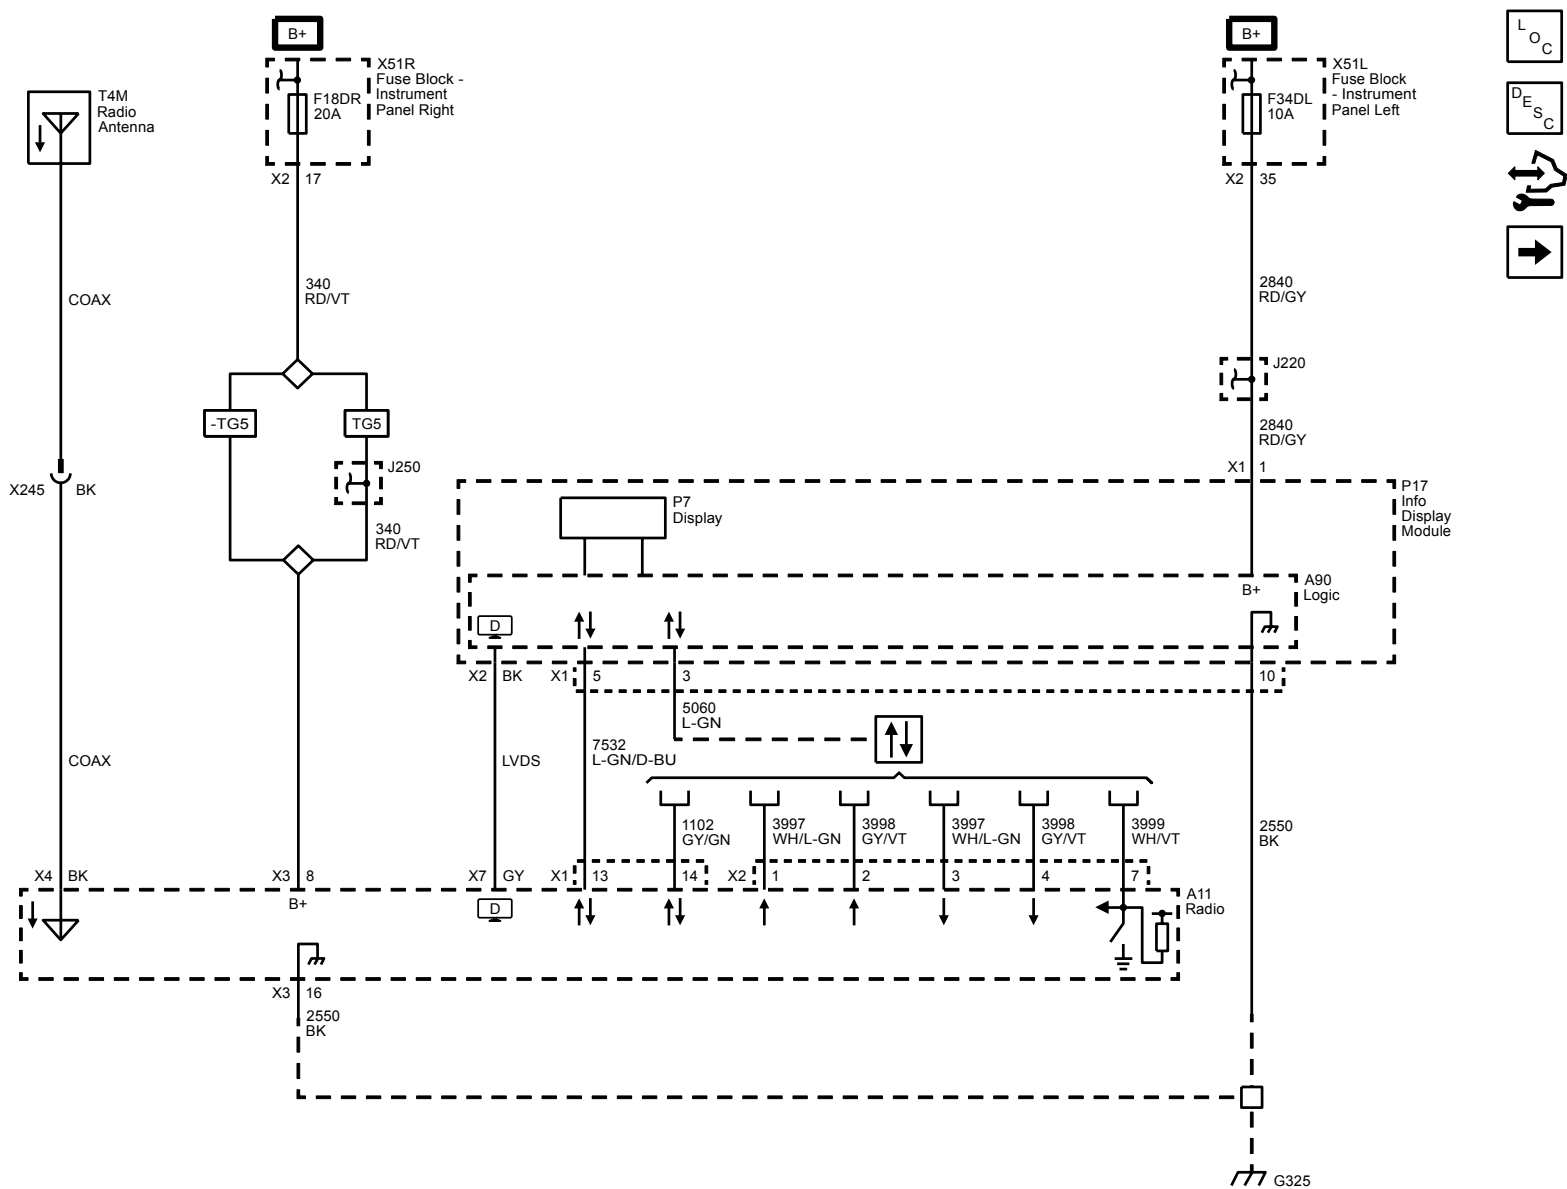 B+
B+
L
O
C
X51R
Fuse Block -
Instrument
Panel Right
X51L
Fuse Block
- Instrument
Panel Left
T4M
Radio
Antenna
F18DR
20A
F34DL
10A
D
E
S
C
X2 17
X2 35
COAX
340
RD/VT
2840
RD/GY
J220
-TG5
TG5
2840
RD/GY
J250
X1 1
X245 BK
P7
Display
P17
Info
Display
Module
340
RD/VT
A90
Logic
B+
D
X2 BK X1 5 3 10
5060
L-GN
7532
L-GN/D-BU
COAX
LVDS
1102
GY/GN
3997
WH/L-GN
3998
GY/VT
3997
WH/L-GN
3998
GY/VT
3999
WH/VT
2550
BK
X4 BK X3 8 X7 GY X1 13 14 X2 1 2 3 4 7
A11
Radio
B+
D
X3 16
2550
BK
G325